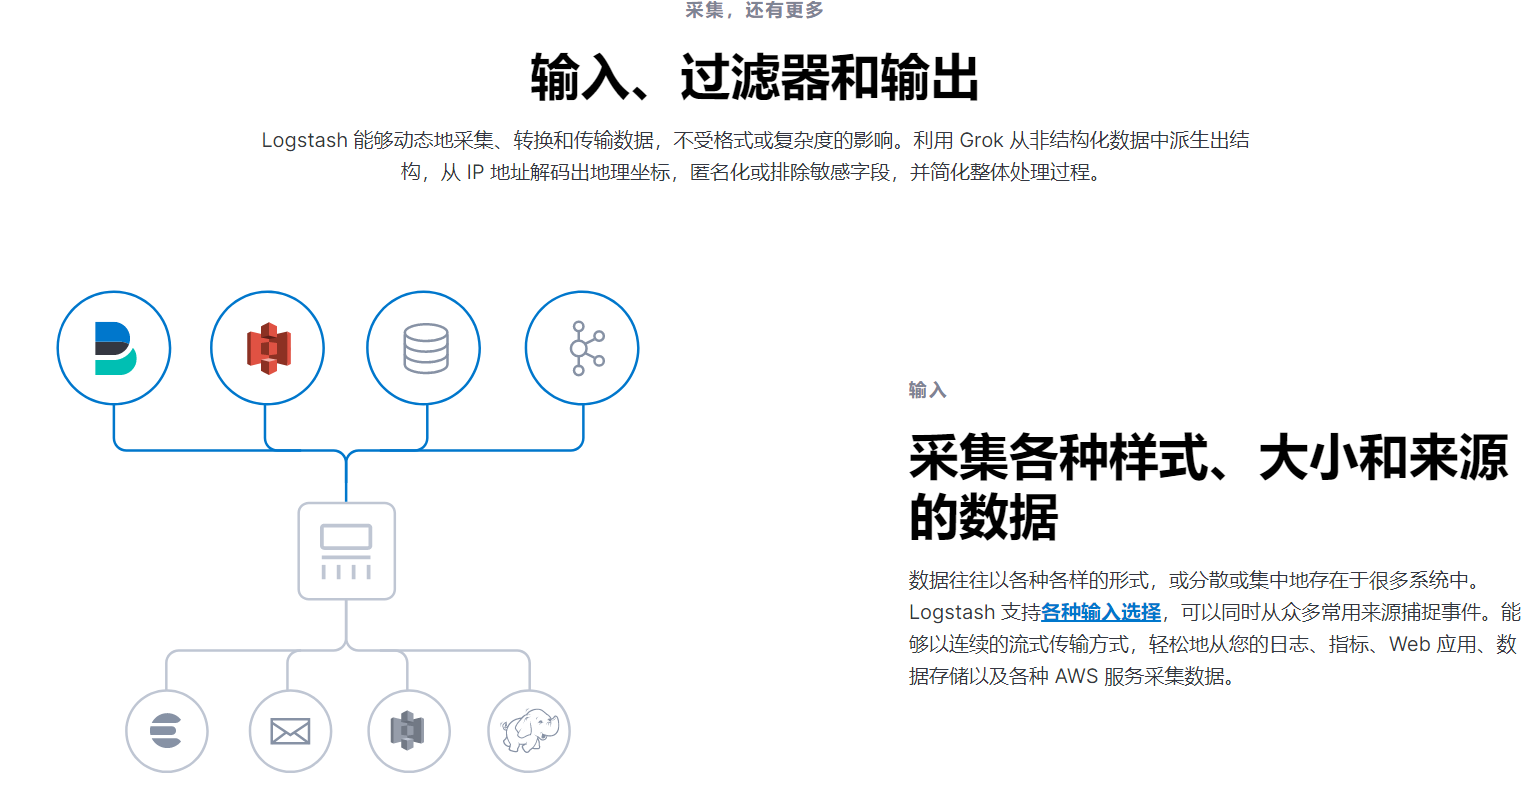 采集，还有更多
输入、过滤器和输出
Logstash 能够动态地采集、转换和传输数据，不受格式或复杂度的影响。利用 Grok 从非结构化数据中派生出结
构，从 IP 地址解码出地理坐标，匿名化或排除敏感字段，并简化整体处理过程。
输入
采集各种样式、大小和来源
的数据
数据往往以各种各样的形式，或分散或集中地存在于很多系统中。
Logstash 支持各种输入选择，可以同时从众多常用来源捕捉事件。能
够以连续的流式传输方式，轻松地从您的日志、指标、Web 应用、数
据存储以及各种 AWS 服务采集数据。